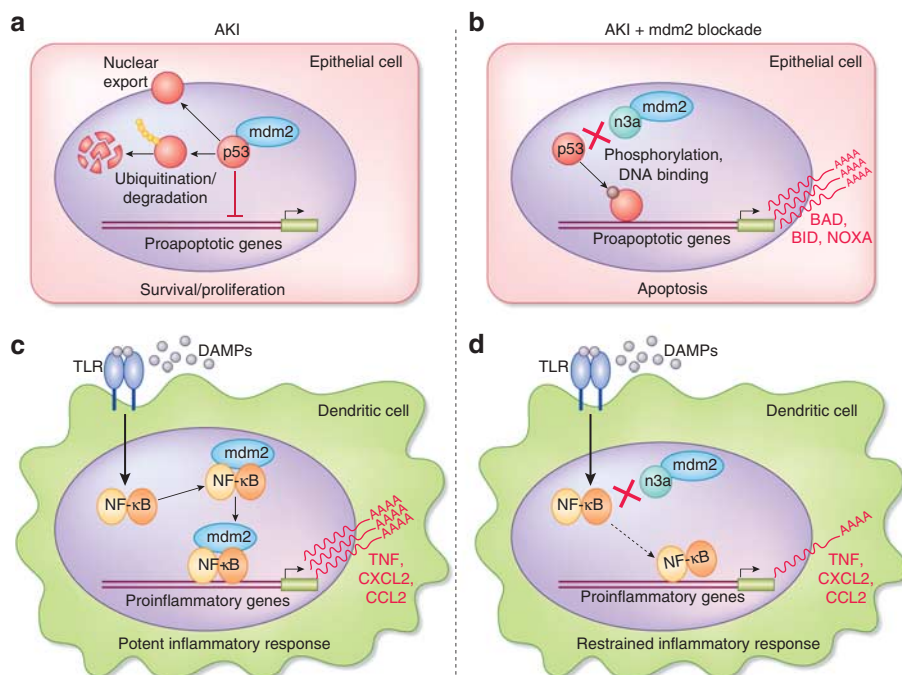 a
AKI
Nuclear
export
Epithelial cell
mdm2
p53
Ubiquitination/
degradation
Proapoptotic genes
Survival/proliferation
b
AKI + mdm2 blockade
Epithelial cell
mdm2
n3a
p53
Phosphorylation,
DNA binding
AAAA
AAAA
AAAA
BAD,
BID, NOXA
Proapoptotic genes
Apoptosis
c
TLR
DAMPs
Dendritic cell
mdm2
NF-κB
NF-κB
mdm2
NF-κB
AAAA
AAAA
AAAA
TNF,
CXCL2,
CCL2
Proinflammatory genes
Potent inflammatory response
d
TLR
DAMPs
Dendritic cell
mdm2
n3a
NF-κB
NF-κB
AAAA
TNF,
CXCL2,
CCL2
Proinflammatory genes
Restrained inflammatory response